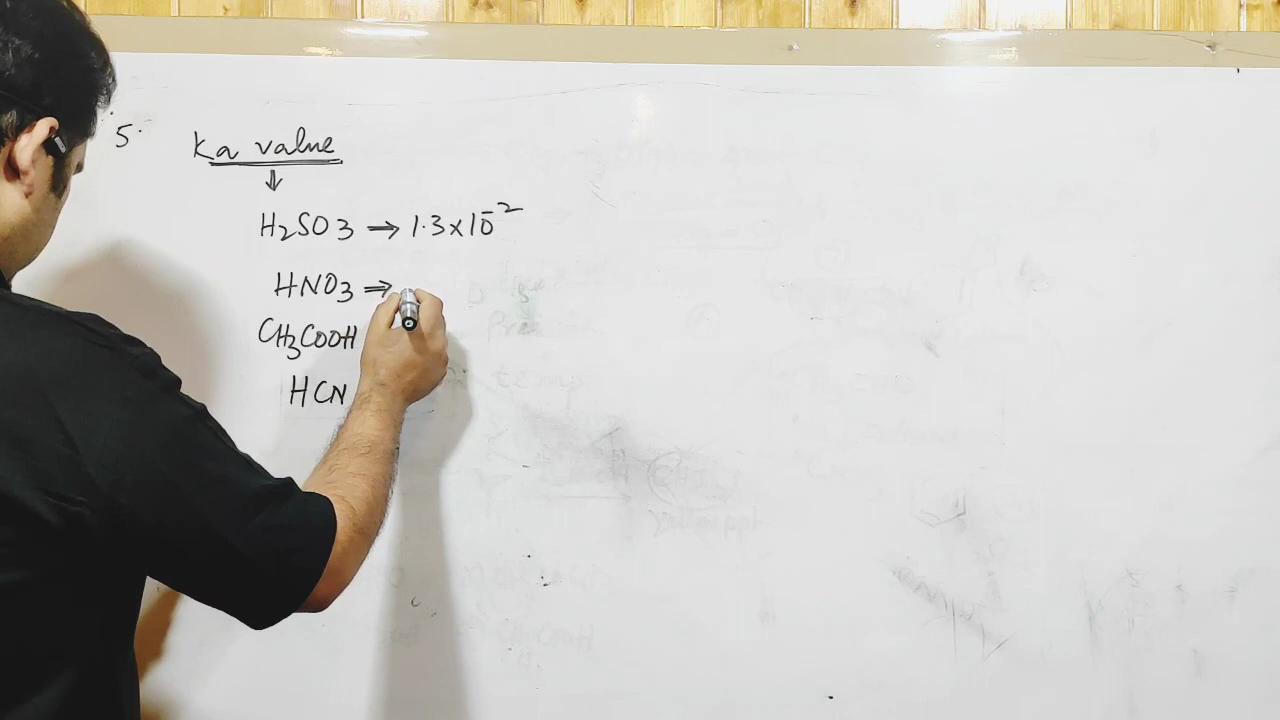 5. Ka value
⇓
H2SO3 → 1.3×10^-2
HNO3 →
CH3COOH
HCN